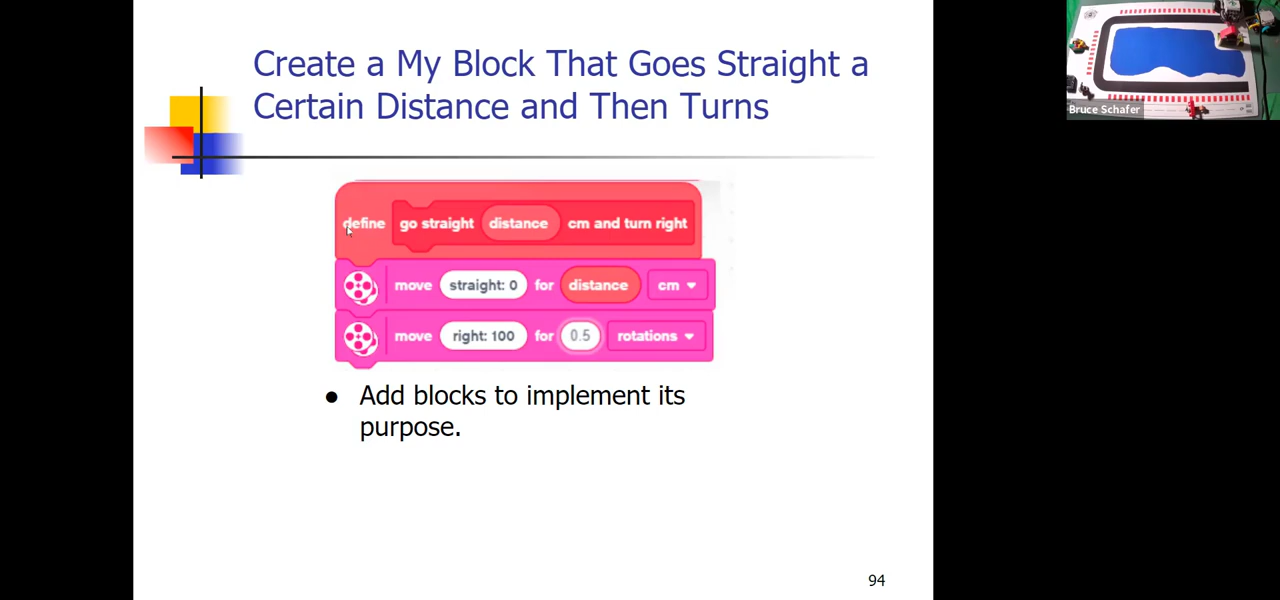 Create a My Block That Goes Straight a
Certain Distance and Then Turns
define go straight distance cm and turn right
move straight: 0 for distance cm
move right: 100 for 0.5 rotations
● Add blocks to implement its
purpose.
94
Bruce Schafer